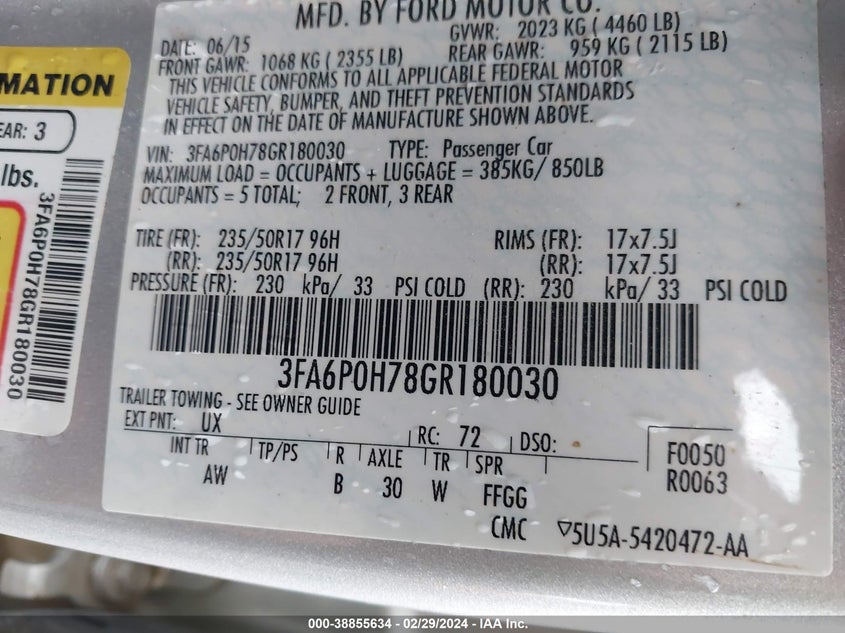 MFD. BY FORD MOTOR CO.
DATE: 06/15 GVWR: 2023 KG ( 4460 LB)
FRONT GAWR: 1068 KG ( 2355 LB) REAR GAWR: 959 KG ( 2115 LB)
THIS VEHICLE CONFORMS TO ALL APPLICABLE FEDERAL MOTOR
VEHICLE SAFETY, BUMPER, AND THEFT PREVENTION STANDARDS
IN EFFECT ON THE DATE OF MANUFACTURE SHOWN ABOVE.
VIN: 3FA6P0H78GR180030 TYPE: Passenger Car
MAXIMUM LOAD = OCCUPANTS + LUGGAGE = 385KG/ 850LB
OCCUPANTS = 5 TOTAL; 2 FRONT, 3 REAR
TIRE (FR): 235/50R17 96H RIMS (FR): 17x7.5J
(RR): 235/50R17 96H (RR): 17x7.5J
PRESSURE (FR): 230 kPa/ 33 PSI COLD (RR): 230 kPa/ 33 PSI COLD
3FA6P0H78GR180030
TRAILER TOWING - SEE OWNER GUIDE
EXT PNT: UX RC: 72 DSO:
INT TR TP/PS R AXLE TR SPR F0050
AW B 30 W FFGG R0063
CMC 5U5A-5420472-AA
MATION
EAR: 3
lbs.
3FA6P0H78GR180030
000-38855634 - 02/29/2024 - IAA Inc.